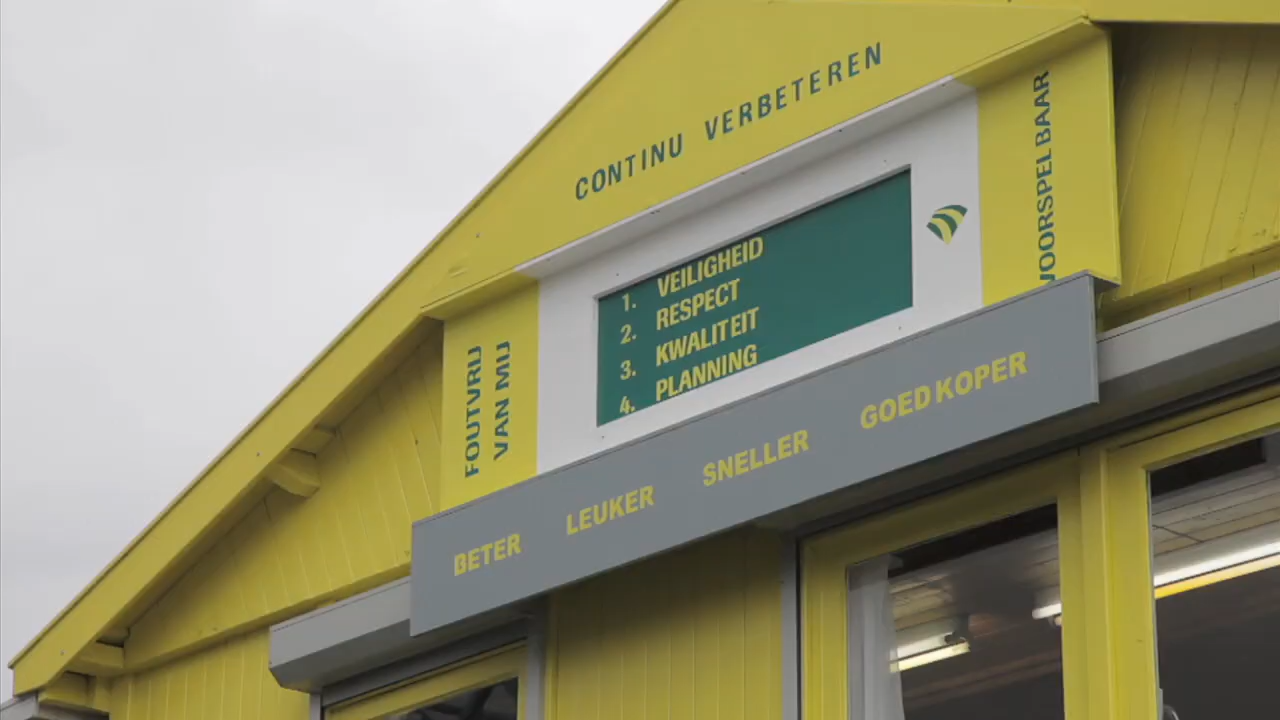 CONTINU VERBETEREN
VOORSPELBAAR
1. VEILIGHEID
2. RESPECT
3. KWALITEIT
4. PLANNING
FOUTVRIJ
VAN MIJ
BETER LEUKER SNELLER GOEDKOPER